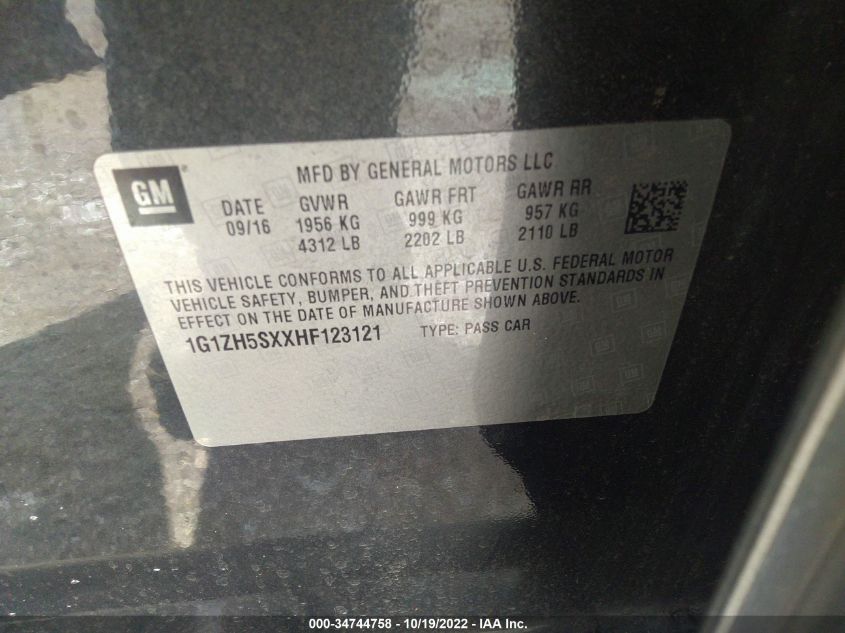 GM
MFD BY GENERAL MOTORS LLC
DATE GVWR GAWR FRT GAWR RR
09/16 1956 KG 999 KG 957 KG
4312 LB 2202 LB 2110 LB
THIS VEHICLE CONFORMS TO ALL APPLICABLE U.S. FEDERAL MOTOR
VEHICLE SAFETY, BUMPER, AND THEFT PREVENTION STANDARDS IN
EFFECT ON THE DATE OF MANUFACTURE SHOWN ABOVE.
1G1ZH5SXXHF123121 TYPE: PASS CAR
000-34744758 - 10/19/2022 - IAA Inc.